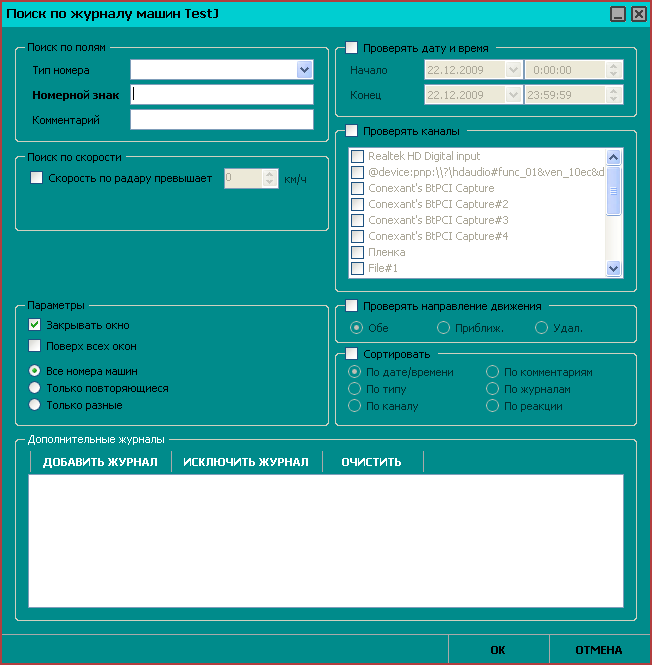 Поиск по журналу машин TestJ
Поиск по полям
Тип номера
Номерной знак
Комментарий
Проверять дату и время
Начало 22.12.2009 0:00:00
Конец 22.12.2009 23:59:59
Поиск по скорости
Скорость по радару превышает 0 км/ч
Проверять каналы
Realtek HD Digital input
@device:pnp:\\?\hdaudio#func_01&ven_10ec&d
Conexant's BtPCI Capture
Conexant's BtPCI Capture#2
Conexant's BtPCI Capture#3
Conexant's BtPCI Capture#4
Пленка
File#1
Параметры
Закрывать окно
Поверх всех окон
Все номера машин
Только повторяющиеся
Только разные
Проверять направление движения
Обе Приближ. Удал.
Сортировать
По дате/времени По комментариям
По типу По журналам
По каналу По реакции
Дополнительные журналы
ДОБАВИТЬ ЖУРНАЛ ИСКЛЮЧИТЬ ЖУРНАЛ ОЧИСТИТЬ
ОК ОТМЕНА